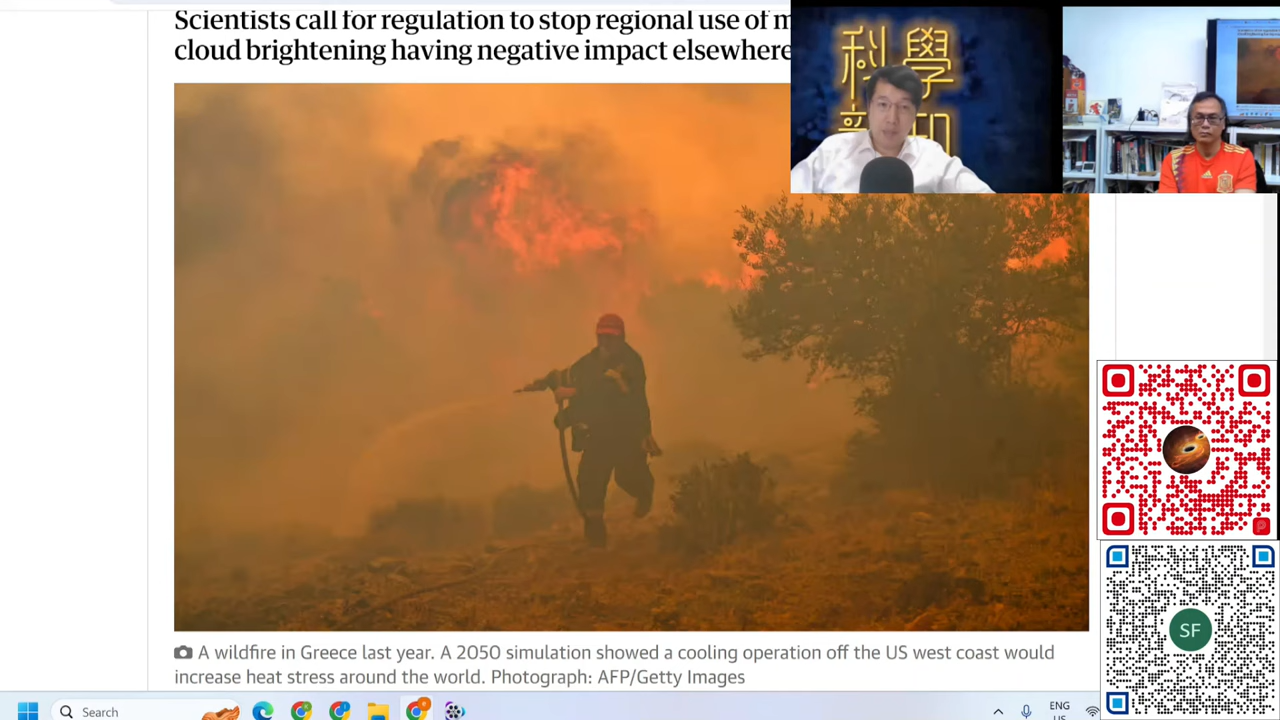 Scientists call for regulation to stop regional use of m
cloud brightening having negative impact elsewhere
科學
A wildfire in Greece last year. A 2050 simulation showed a cooling operation off the US west coast would
increase heat stress around the world. Photograph: AFP/Getty Images
SF
Search
ENG
US